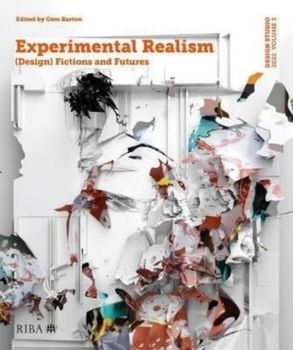 Edited by Gem Barton
Experimental Realism
(Design) Fictions and Futures
DESIGN STUDIO
2022 VOLUME 5
RIBA